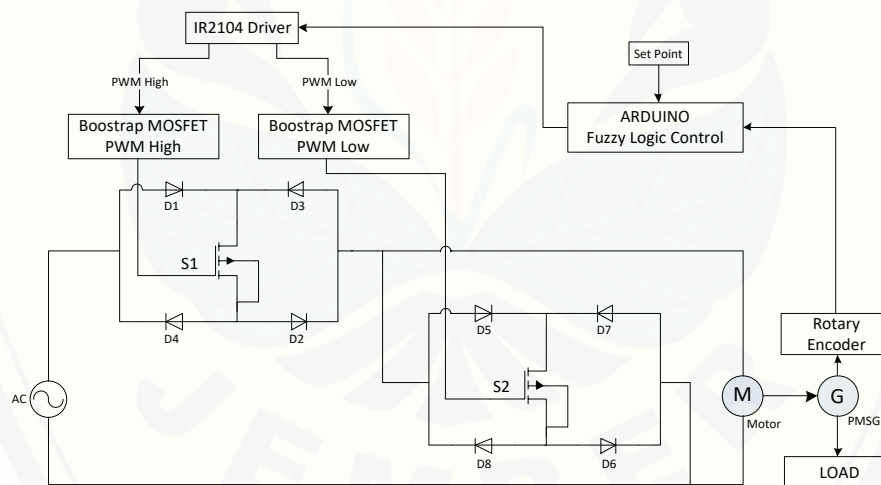 IR2104 Driver
Set Point
PWM High
PWM Low
Boostrap MOSFET
PWM High
Boostrap MOSFET
PWM Low
ARDUINO
Fuzzy Logic Control
D1
D3
S1
D4
D2
D5
D7
S2
D8
D6
Rotary
Encoder
AC
M
G
Motor
PMSG
LOAD
JEMBER